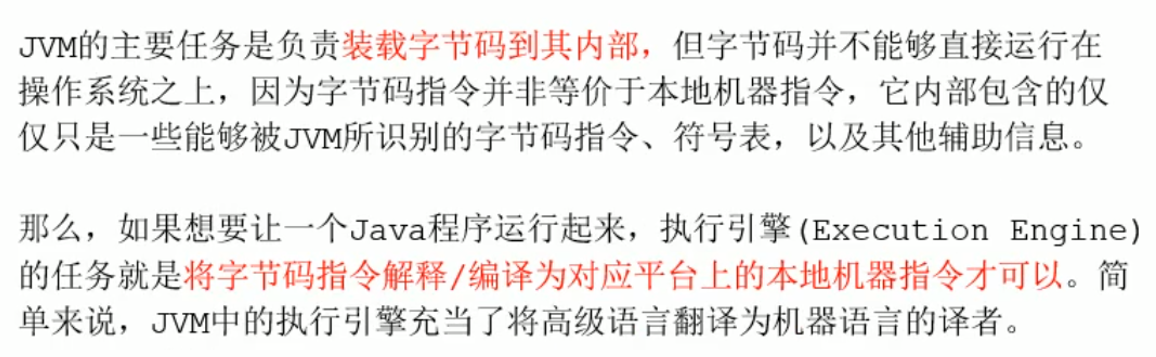 JVM的主要任务是负责装载字节码到其内部，但字节码并不能够直接运行在
操作系统之上，因为字节码指令并非等价于本地机器指令，它内部包含的仅
仅只是一些能够被JVM所识别的字节码指令、符号表，以及其他辅助信息。
那么，如果想要让一个Java程序运行起来，执行引擎(Execution Engine)
的任务就是将字节码指令解释/编译为对应平台上的本地机器指令才可以。简
单来说，JVM中的执行引擎充当了将高级语言翻译为机器语言的译者。